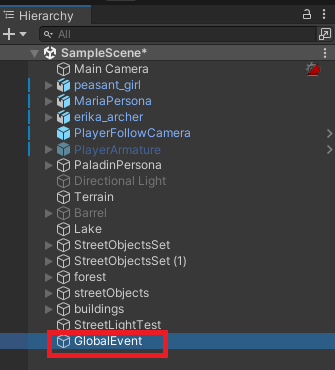 Hierarchy
All
SampleScene*
Main Camera
peasant_girl
MariaPersona
erika_archer
PlayerFollowCamera
PlayerArmature
PaladinPersona
Directional Light
Terrain
Barrel
Lake
StreetObjectsSet
StreetObjectsSet (1)
forest
streetObjects
buildings
StreetLightTest
GlobalEvent